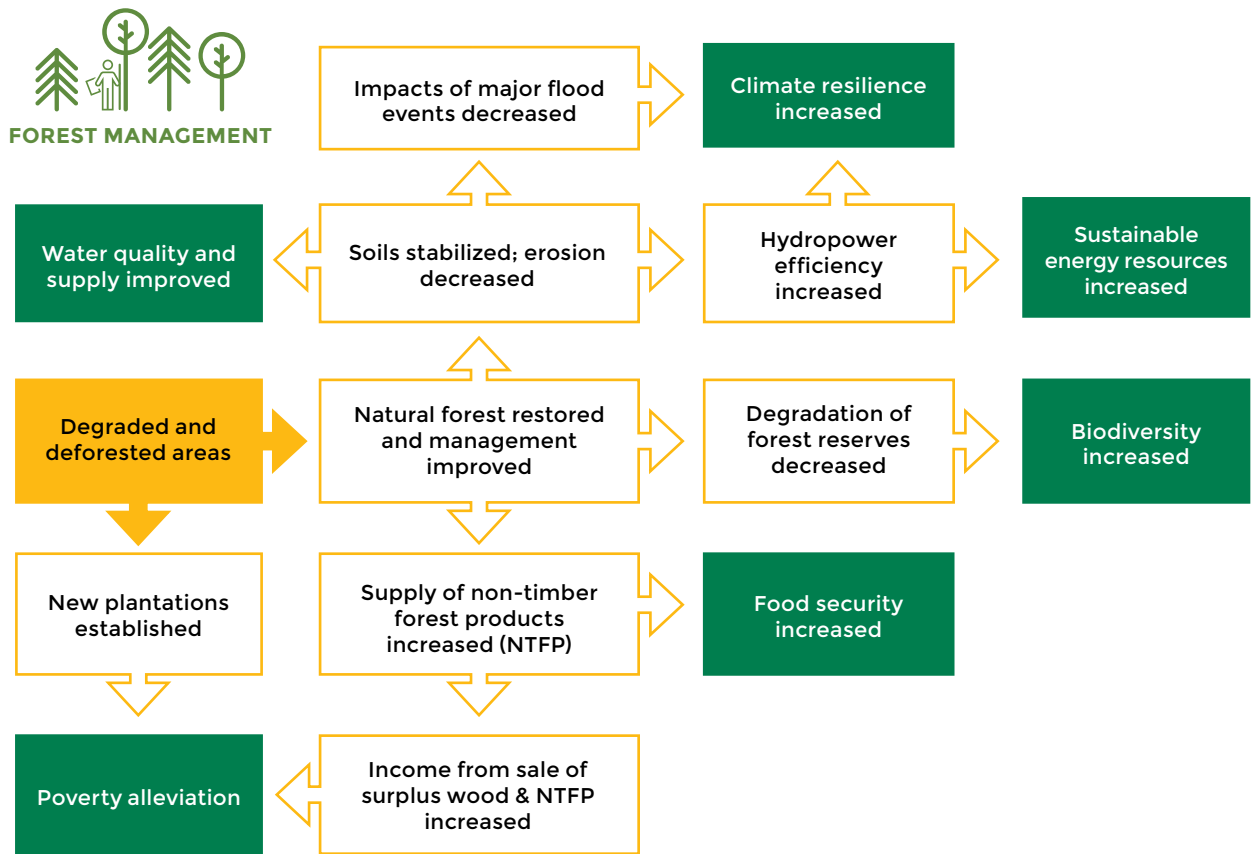 FOREST MANAGEMENT
Impacts of major flood
events decreased
Climate resilience
increased
Water quality and
supply improved
Soils stabilized; erosion
decreased
Hydropower
efficiency
increased
Sustainable
energy resources
increased
Degraded and
deforested areas
Natural forest restored
and management
improved
Degradation of
forest reserves
decreased
Biodiversity
increased
New plantations
established
Supply of non-timber
forest products
increased (NTFP)
Food security
increased
Poverty alleviation
Income from sale of
surplus wood & NTFP
increased